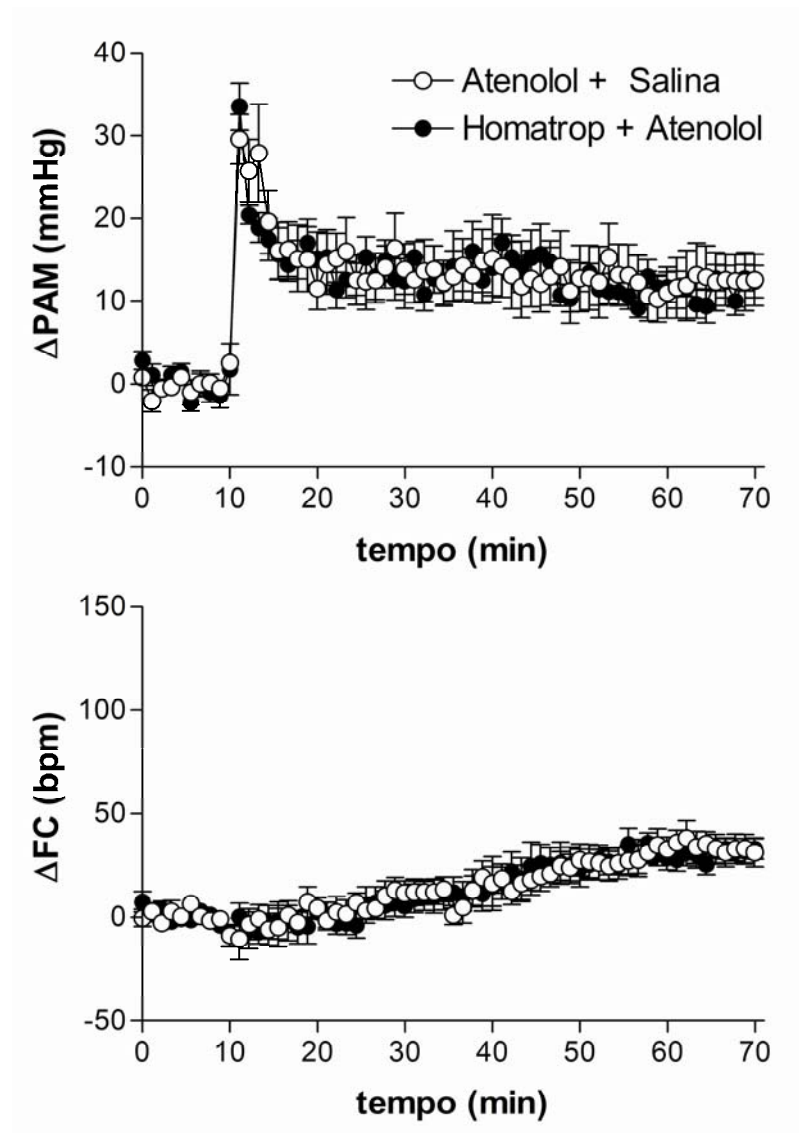 40
30
20
10
0
-10
ΔPAM (mmHg)
Atenolol + Salina
Homatrop + Atenolol
0 10 20 30 40 50 60 70
tempo (min)
150
100
50
0
-50
ΔFC (bpm)
0 10 20 30 40 50 60 70
tempo (min)